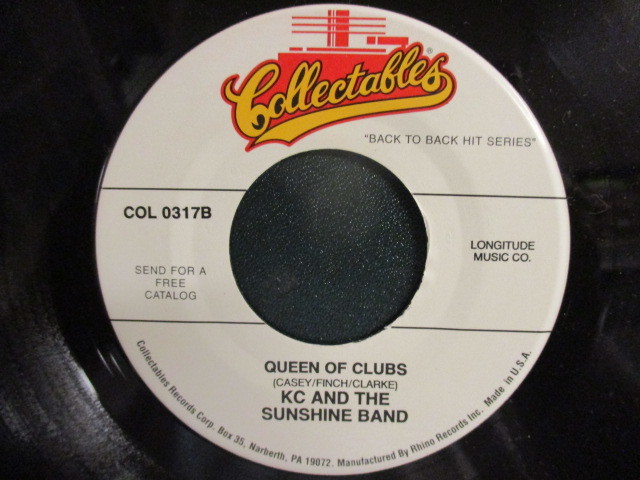 Collectables®
"BACK TO BACK HIT SERIES"
COL 0317B
LONGITUDE
MUSIC CO.
SEND FOR A
FREE
CATALOG
QUEEN OF CLUBS
(CASEY/FINCH/CLARKE)
KC AND THE
SUNSHINE BAND
Collectables Records Corp. Box 35, Narberth, PA 19072. Manufactured By Rhino Records Inc. Made in U.S.A.